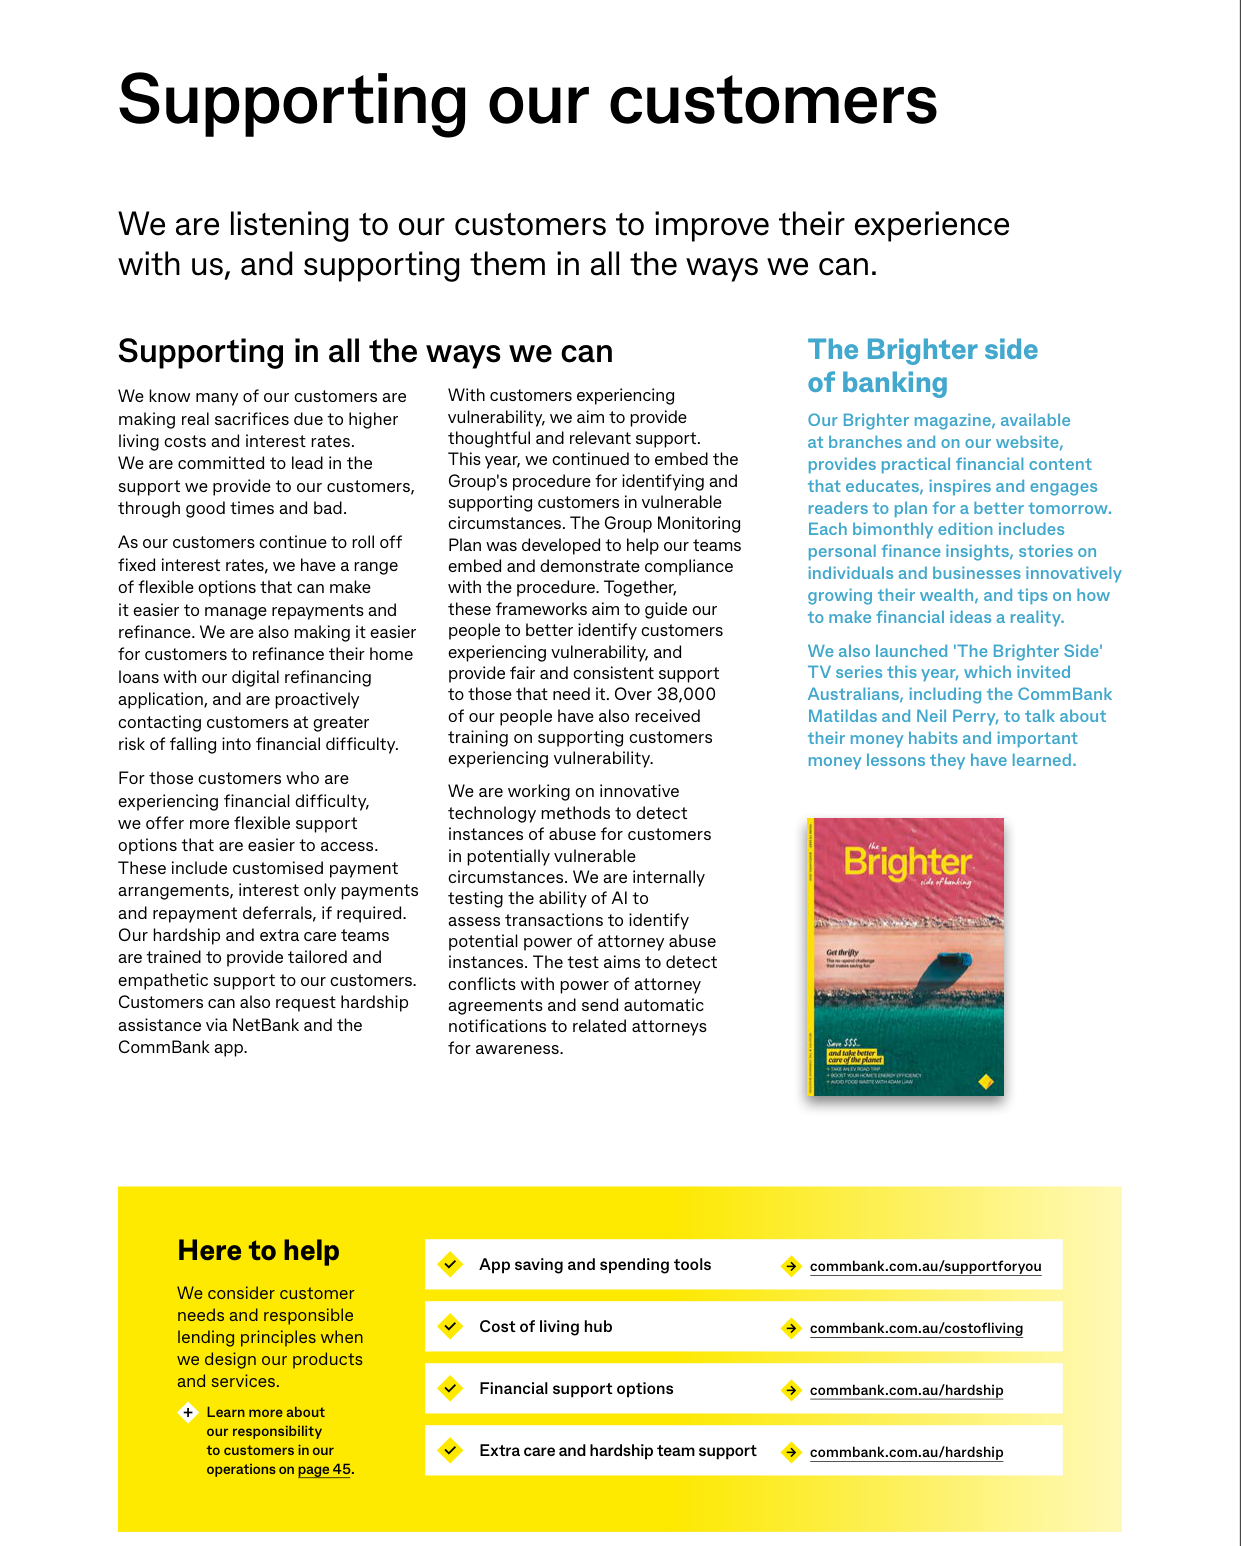 Supporting our customers
We are listening to our customers to improve their experience
with us, and supporting them in all the ways we can.
Supporting in all the ways we can
We know many of our customers are
making real sacrifices due to higher
living costs and interest rates.
We are committed to lead in the
support we provide to our customers,
through good times and bad.
As our customers continue to roll off
fixed interest rates, we have a range
of flexible options that can make
it easier to manage repayments and
refinance. We are also making it easier
for customers to refinance their home
loans with our digital refinancing
application, and are proactively
contacting customers at greater
risk of falling into financial difficulty.
For those customers who are
experiencing financial difficulty,
we offer more flexible support
options that are easier to access.
These include customised payment
arrangements, interest only payments
and repayment deferrals, if required.
Our hardship and extra care teams
are trained to provide tailored and
empathetic support to our customers.
Customers can also request hardship
assistance via NetBank and the
CommBank app.
With customers experiencing
vulnerability, we aim to provide
thoughtful and relevant support.
This year, we continued to embed the
Group's procedure for identifying and
supporting customers in vulnerable
circumstances. The Group Monitoring
Plan was developed to help our teams
embed and demonstrate compliance
with the procedure. Together,
these frameworks aim to guide our
people to better identify customers
experiencing vulnerability, and
provide fair and consistent support
to those that need it. Over 38,000
of our people have also received
training on supporting customers
experiencing vulnerability.
We are working on innovative
technology methods to detect
instances of abuse for customers
in potentially vulnerable
circumstances. We are internally
testing the ability of AI to
assess transactions to identify
potential power of attorney abuse
instances. The test aims to detect
conflicts with power of attorney
agreements and send automatic
notifications to related attorneys
for awareness.
The Brighter side
of banking
Our Brighter magazine, available
at branches and on our website,
provides practical financial content
that educates, inspires and engages
readers to plan for a better tomorrow.
Each bimonthly edition includes
personal finance insights, stories on
individuals and businesses innovatively
growing their wealth, and tips on how
to make financial ideas a reality.
We also launched 'The Brighter Side'
TV series this year, which invited
Australians, including the CommBank
Matildas and Neil Perry, to talk about
their money habits and important
money lessons they have learned.
the
Brighter
side of banking
Get thrifty
The no-spend challenge
that makes saving fun
Save $$$...
and take better
care of the planet
+ TAKE AN EV ROAD TRIP
+ BOOST YOUR HOME'S ENERGY EFFICIENCY
+ AVOID FOOD WASTE WITH ADAM LIAW
Here to help
We consider customer
needs and responsible
lending principles when
we design our products
and services.
Learn more about
our responsibility
to customers in our
operations on page 45.
App saving and spending tools commbank.com.au/supportforyou
Cost of living hub commbank.com.au/costofliving
Financial support options commbank.com.au/hardship
Extra care and hardship team support commbank.com.au/hardship